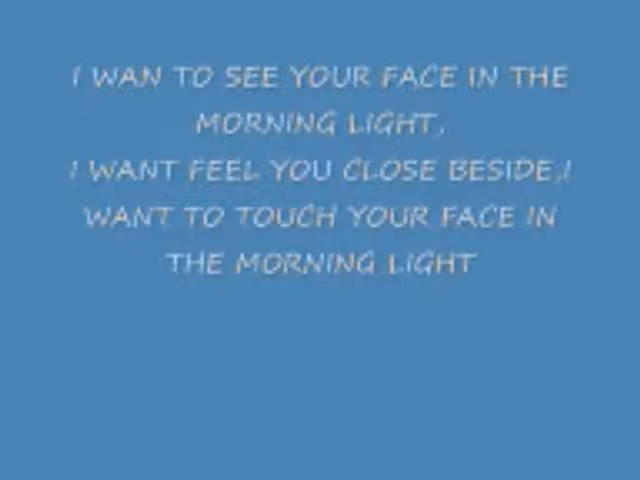 I WAN TO SEE YOUR FACE IN THE
MORNING LIGHT,
I WANT FEEL YOU CLOSE BESIDE,I
WANT TO TOUCH YOUR FACE IN
THE MORNING LIGHT